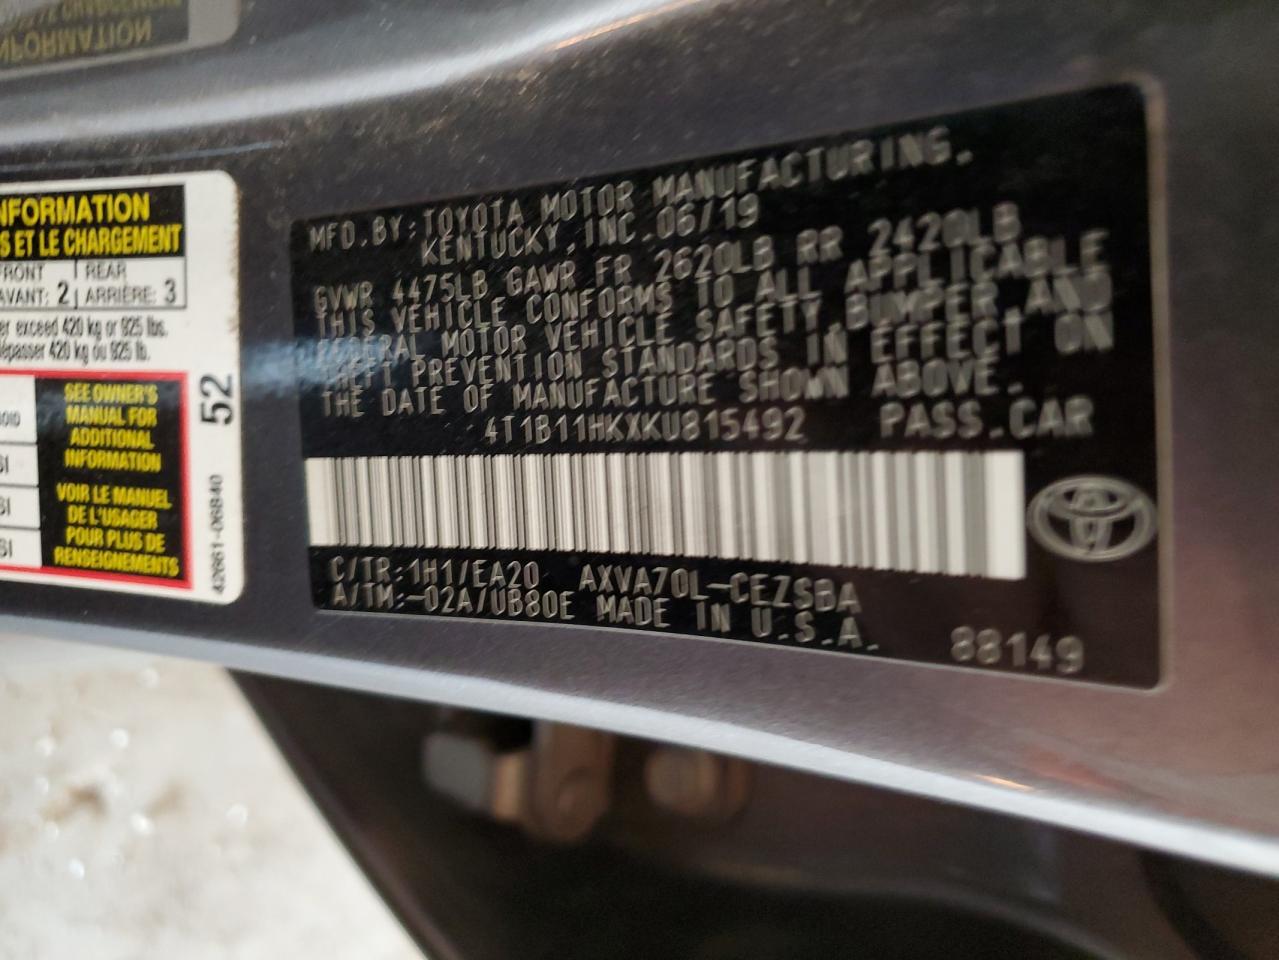 NFORMATION
S ET LE CHARGEMENT
FRONT REAR
AVANT: 2 ARRIÈRE: 3
er exceed 420 kg or 925 lbs.
dépasser 420 kg ou 925 lb.
SEE OWNER'S
MANUAL FOR
ADDITIONAL
INFORMATION
VOIR LE MANUEL
DE L'USAGER
POUR PLUS DE
RENSEIGNEMENTS
52
42661-06840
MFD. BY: TOYOTA MOTOR MANUFACTURING,
KENTUCKY, INC. 06/19
GVWR 4475LB GAWR FR 2620LB RR 2420LB
THIS VEHICLE CONFORMS TO ALL APPLICABLE
FEDERAL MOTOR VEHICLE SAFETY, BUMPER, AND
THEFT PREVENTION STANDARDS IN EFFECT ON
THE DATE OF MANUFACTURE SHOWN ABOVE.
4T1B11HKXKU815492 PASS. CAR
C/TR: 1H1/EA20 AXVA70L-CEZSBA
A/TM: -02A/UB80E MADE IN U.S.A.
88149